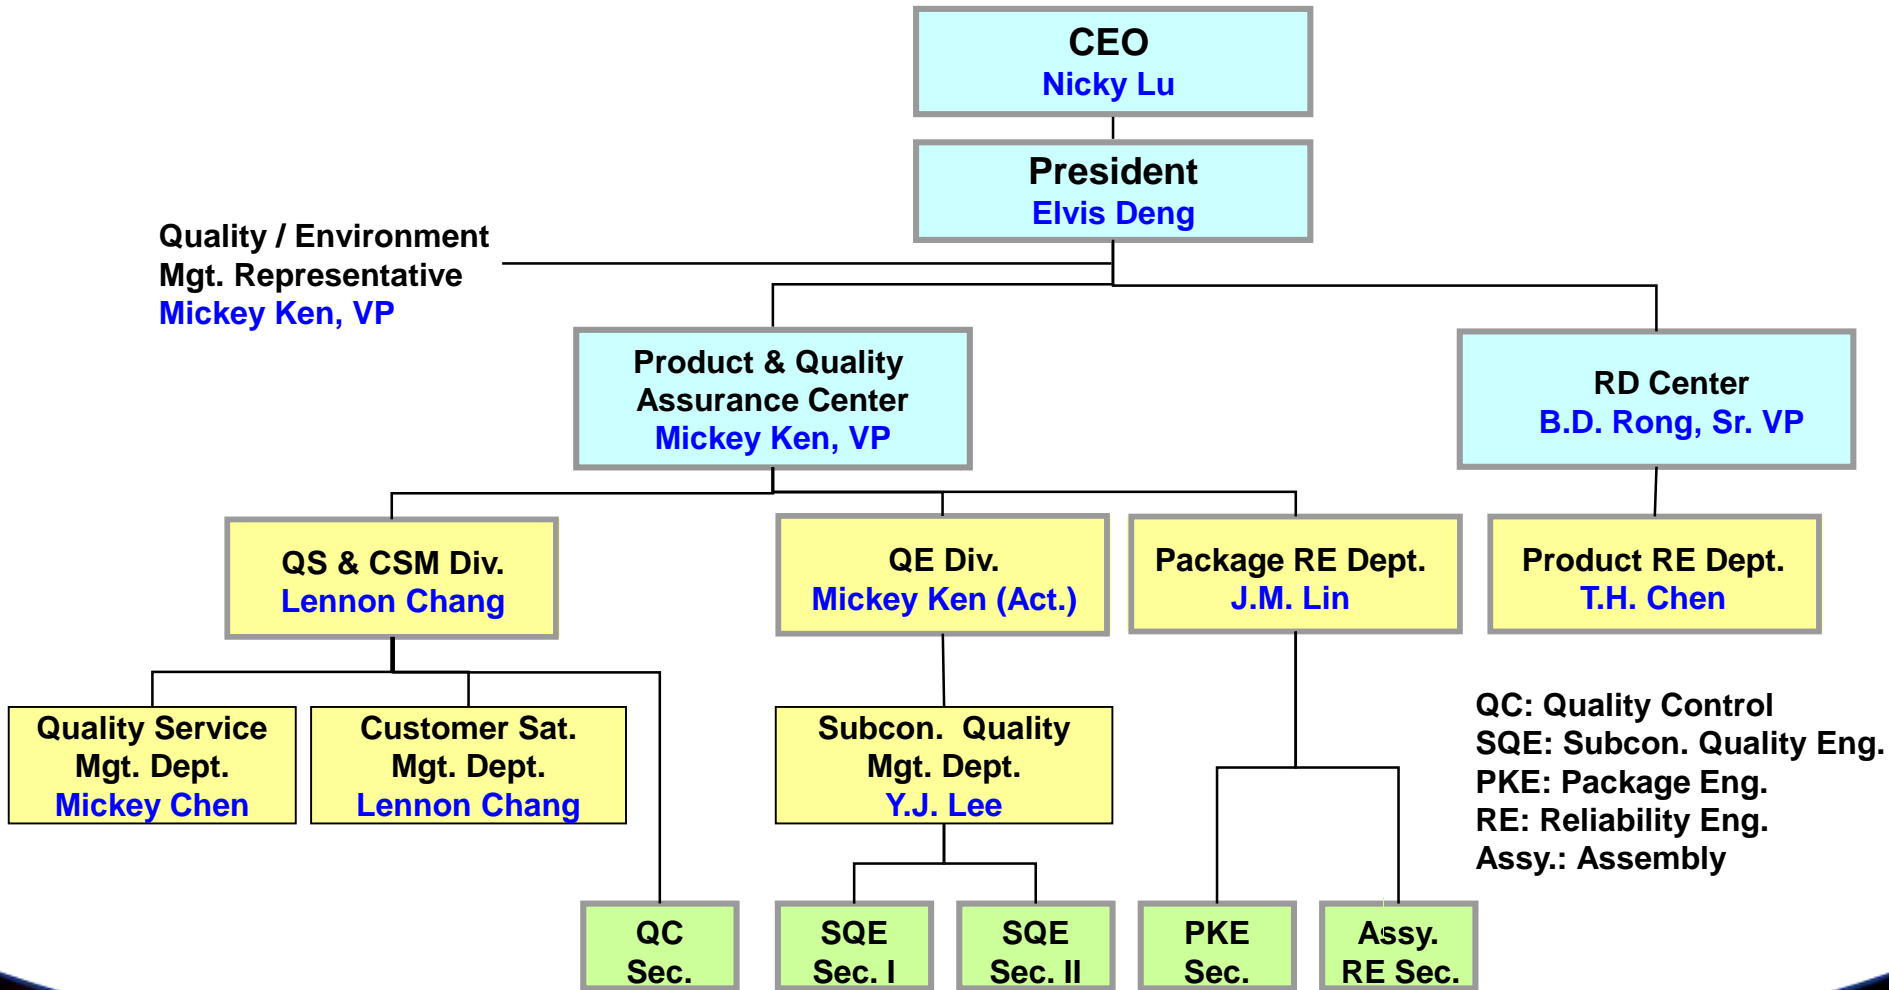 CEO
Nicky Lu
President
Elvis Deng
Quality / Environment
Mgt. Representative
Mickey Ken, VP
Product & Quality
Assurance Center
Mickey Ken, VP
RD Center
B.D. Rong, Sr. VP
QS & CSM Div.
Lennon Chang
QE Div.
Mickey Ken (Act.)
Package RE Dept.
J.M. Lin
Product RE Dept.
T.H. Chen
Quality Service
Mgt. Dept.
Mickey Chen
Customer Sat.
Mgt. Dept.
Lennon Chang
Subcon. Quality
Mgt. Dept.
Y.J. Lee
QC: Quality Control
SQE: Subcon. Quality Eng.
PKE: Package Eng.
RE: Reliability Eng.
Assy.: Assembly
QC
Sec.
SQE
Sec. I
SQE
Sec. II
PKE
Sec.
Assy.
RE Sec.